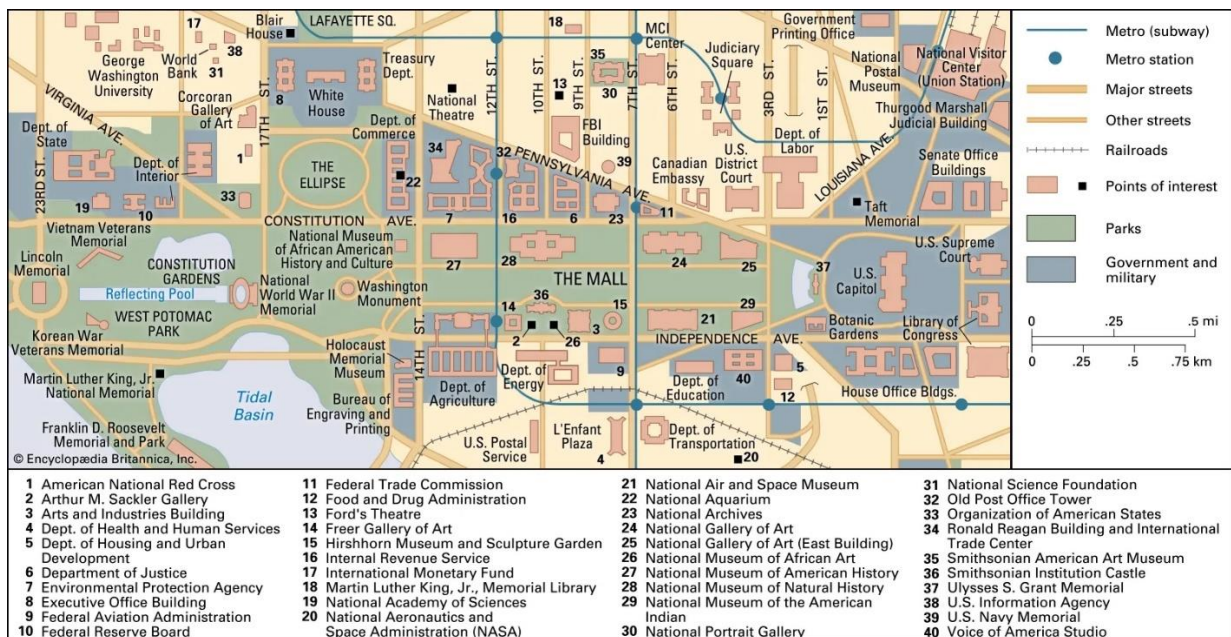 17
Blair
House
LAFAYETTE SQ.
18
MCI
Center
Government
Printing Office
Metro (subway)
George
Washington
University
World
Bank
38
31
Treasury
Dept.
12TH ST.
10TH ST.
9TH ST.
35
30
7TH ST.
6TH ST.
Judiciary
Square
3RD ST.
1ST ST.
National
Postal
Museum
National Visitor
Center
(Union Station)
Metro station
VIRGINIA AVE.
Corcoran
Gallery
of Art
17TH ST.
8
White
House
National
Theatre
13
Thurgood Marshall
Judicial Building
Major streets
Other streets
Dept. of
State
Dept. of
Interior
1
Dept. of
Commerce
34
32
FBI
Building
39
PENNSYLVANIA AVE.
Canadian
Embassy
U.S.
District
Court
Dept. of
Labor
LOUISIANA AVE.
Senate Office
Buildings
Railroads
23RD ST.
19
10
33
THE
ELLIPSE
22
7
16
6
23
11
Taft
Memorial
Points of interest
CONSTITUTION AVE.
Vietnam Veterans
Memorial
National Museum
of African American
History and Culture
27
28
24
25
37
U.S. Supreme
Court
Parks
Lincoln
Memorial
CONSTITUTION
GARDENS
THE MALL
U.S.
Capitol
Government
and
military
Reflecting Pool
National
World War II
Memorial
Washington
Monument
WEST POTOMAC
PARK
14
36
15
29
0 .25 .5 mi
0 .25 .5 .75 km
Korean War
Veterans Memorial
Holocaust
Memorial
Museum
14TH ST.
2
26
3
21
INDEPENDENCE AVE.
Botanic
Gardens
Library of
Congress
Martin Luther King, Jr.
National Memorial
Tidal
Basin
Bureau of
Engraving and
Printing
Dept. of
Agriculture
Dept. of
Energy
9
Dept. of
Education
40
5
12
House Office Bldgs.
Franklin D. Roosevelt
Memorial and Park
U.S. Postal
Service
L'Enfant
Plaza
4
Dept. of
Transportation
20
© Encyclopædia Britannica, Inc.
1 American National Red Cross
2 Arthur M. Sackler Gallery
3 Arts and Industries Building
4 Dept. of Health and Human Services
5 Dept. of Housing and Urban
Development
6 Department of Justice
7 Environmental Protection Agency
8 Executive Office Building
9 Federal Aviation Administration
10 Federal Reserve Board
11 Federal Trade Commission
12 Food and Drug Administration
13 Ford's Theatre
14 Freer Gallery of Art
15 Hirshhorn Museum and Sculpture Garden
16 Internal Revenue Service
17 International Monetary Fund
18 Martin Luther King, Jr., Memorial Library
19 National Academy of Sciences
20 National Aeronautics and
Space Administration (NASA)
21 National Air and Space Museum
22 National Aquarium
23 National Archives
24 National Gallery of Art
25 National Gallery of Art (East Building)
26 National Museum of African Art
27 National Museum of American History
28 National Museum of Natural History
29 National Museum of the American
Indian
30 National Portrait Gallery
31 National Science Foundation
32 Old Post Office Tower
33 Organization of American States
34 Ronald Reagan Building and International
Trade Center
35 Smithsonian American Art Museum
36 Smithsonian Institution Castle
37 Ulysses S. Grant Memorial
38 U.S. Information Agency
39 U.S. Navy Memorial
40 Voice of America Studio